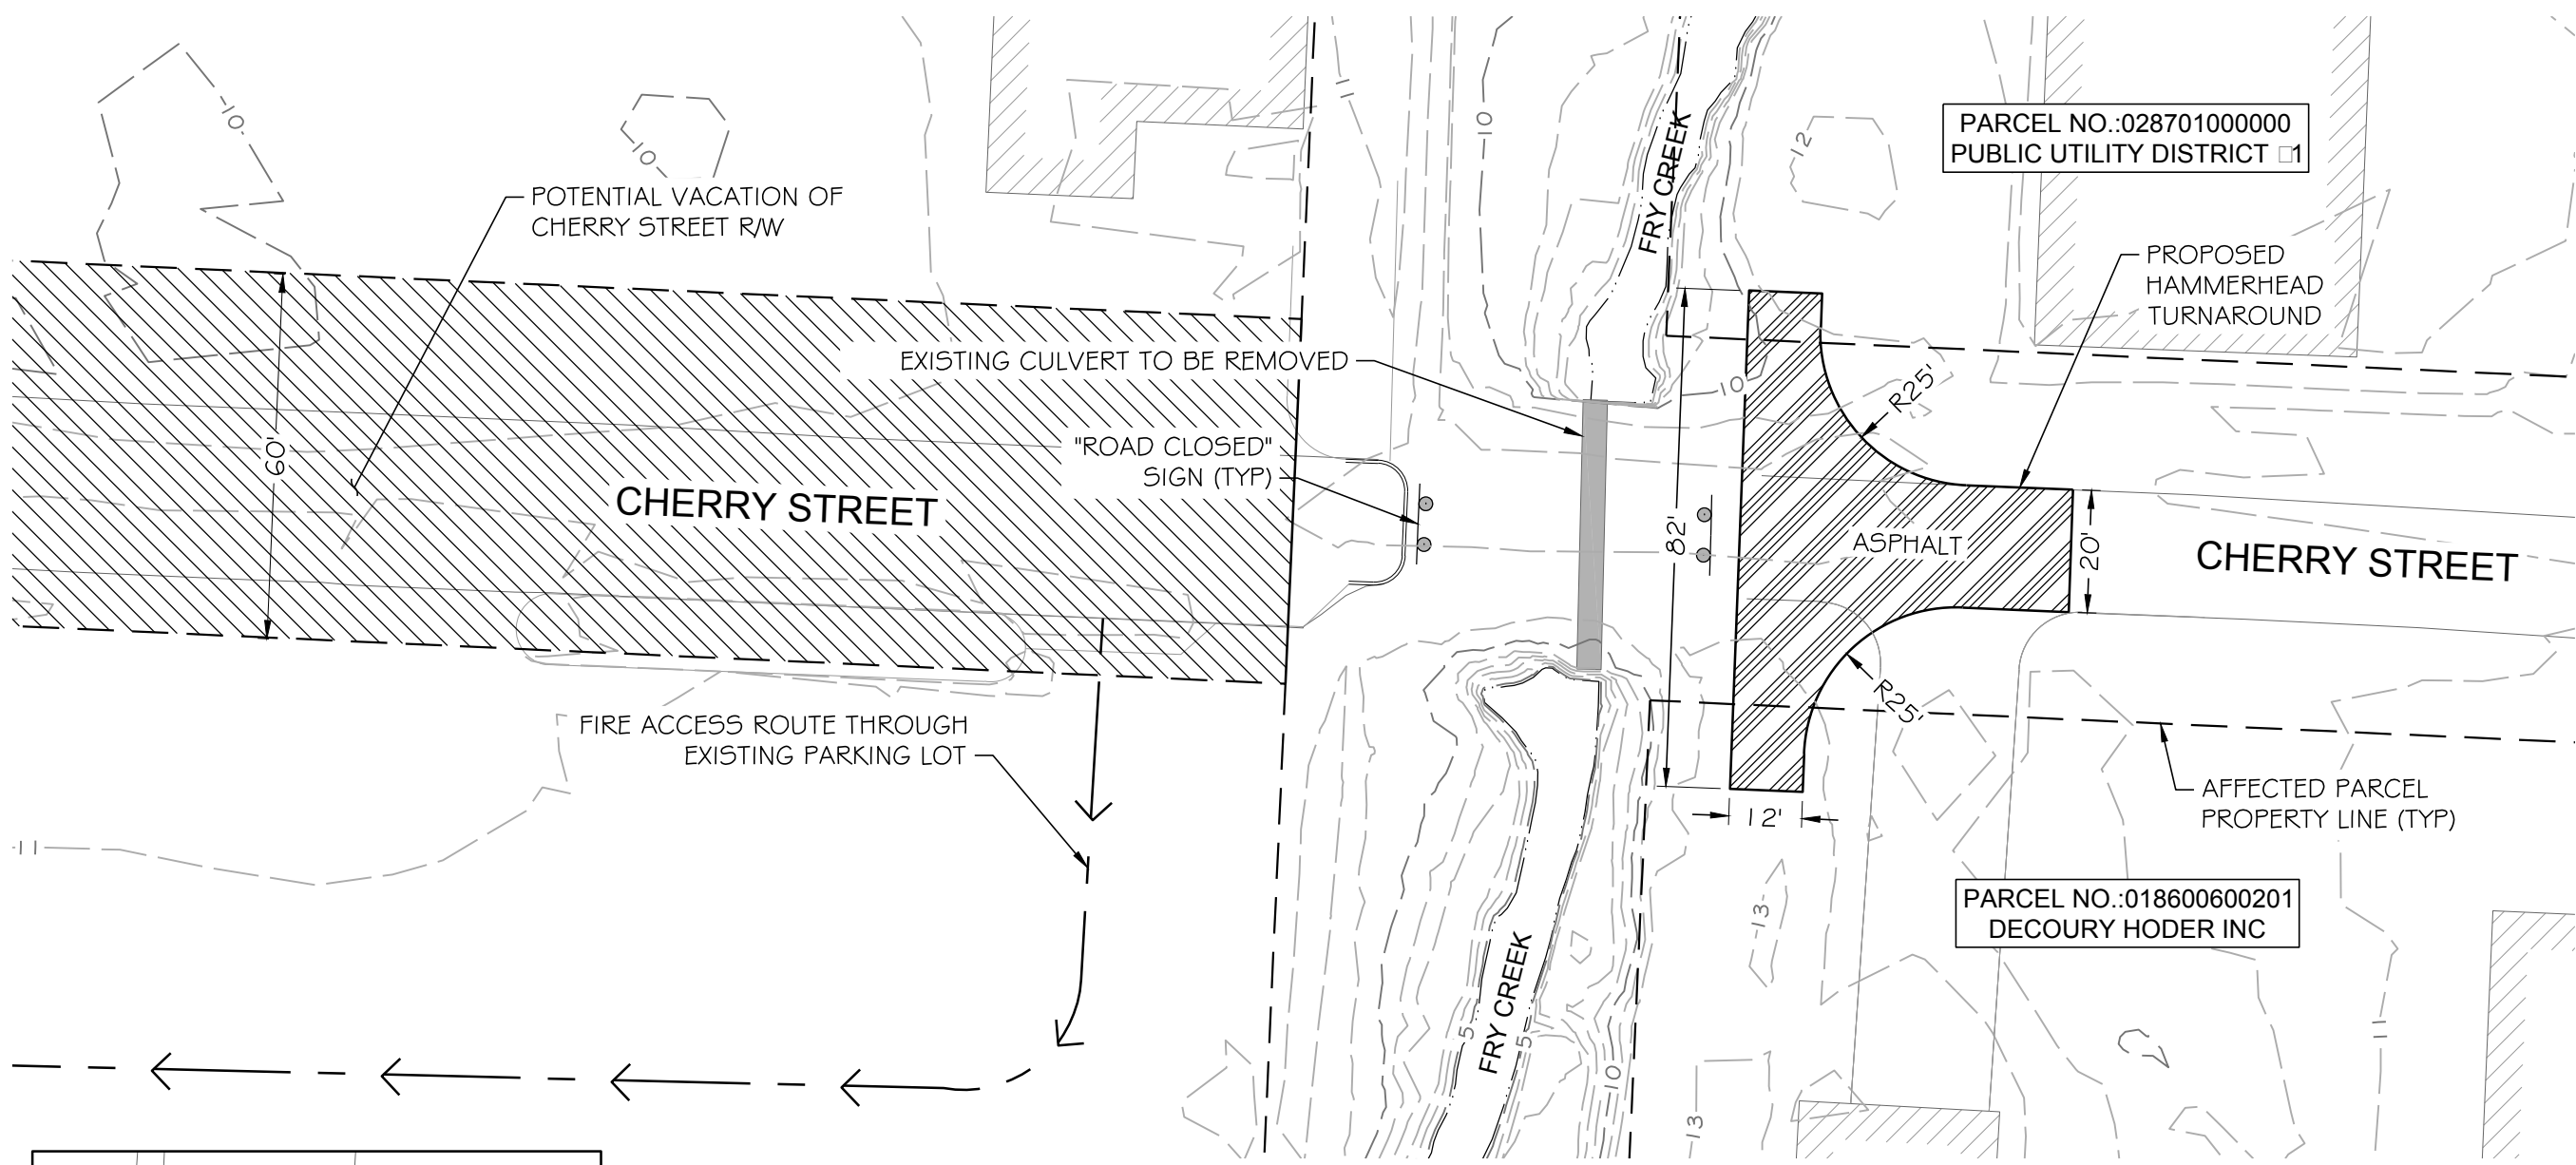 10
10
11
10
FRY CREEK
12
PARCEL NO.:028701000000
PUBLIC UTILITY DISTRICT □1
POTENTIAL VACATION OF
CHERRY STREET R/W
PROPOSED
HAMMERHEAD
TURNAROUND
EXISTING CULVERT TO BE REMOVED
10
R25'
60'
"ROAD CLOSED"
SIGN (TYP)
CHERRY STREET
82'
ASPHALT
20'
CHERRY STREET
R25'
FIRE ACCESS ROUTE THROUGH
EXISTING PARKING LOT
12'
AFFECTED PARCEL
PROPERTY LINE (TYP)
11
13
PARCEL NO.:018600600201
DECOURY HODER INC
FRY CREEK
5
5
10
11
13